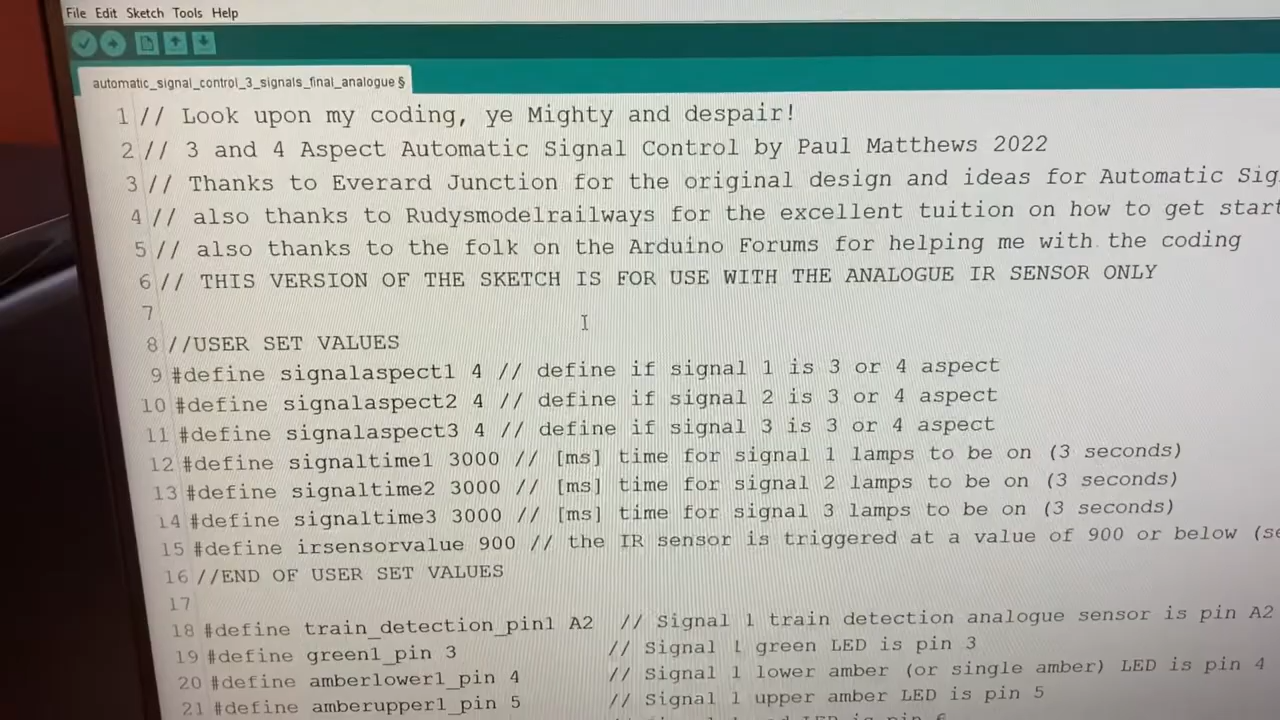 File Edit Sketch Tools Help
automatic_signal_control_3_signals_final_analogue §
1 // Look upon my coding, ye Mighty and despair!
2 // 3 and 4 Aspect Automatic Signal Control by Paul Matthews 2022
3 // Thanks to Everard Junction for the original design and ideas for Automatic
4 // also thanks to Rudysmodelrailways for the excellent tuition on how to get
5 // also thanks to the folk on the Arduino Forums for helping me with the coding
6 // THIS VERSION OF THE SKETCH IS FOR USE WITH THE ANALOGUE IR SENSOR ONLY
7
8 //USER SET VALUES
9 #define signalaspect1 4 // define if signal 1 is 3 or 4 aspect
10 #define signalaspect2 4 // define if signal 2 is 3 or 4 aspect
11 #define signalaspect3 4 // define if signal 3 is 3 or 4 aspect
12 #define signaltime1 3000 // [ms] time for signal 1 lamps to be on (3 seconds)
13 #define signaltime2 3000 // [ms] time for signal 2 lamps to be on (3 seconds)
14 #define signaltime3 3000 // [ms] time for signal 3 lamps to be on (3 seconds)
15 #define irsensorvalue 900 // the IR sensor is triggered at a value of 900 or below
16 //END OF USER SET VALUES
17
18 #define train_detection_pin1 A2 // Signal 1 train detection analogue sensor is pin A2
19 #define green1_pin 3 // Signal 1 green LED is pin 3
20 #define amberlower1_pin 4 // Signal 1 lower amber (or single amber) LED is pin 4
21 #define amberupper1_pin 5 // Signal 1 upper amber LED is pin 5